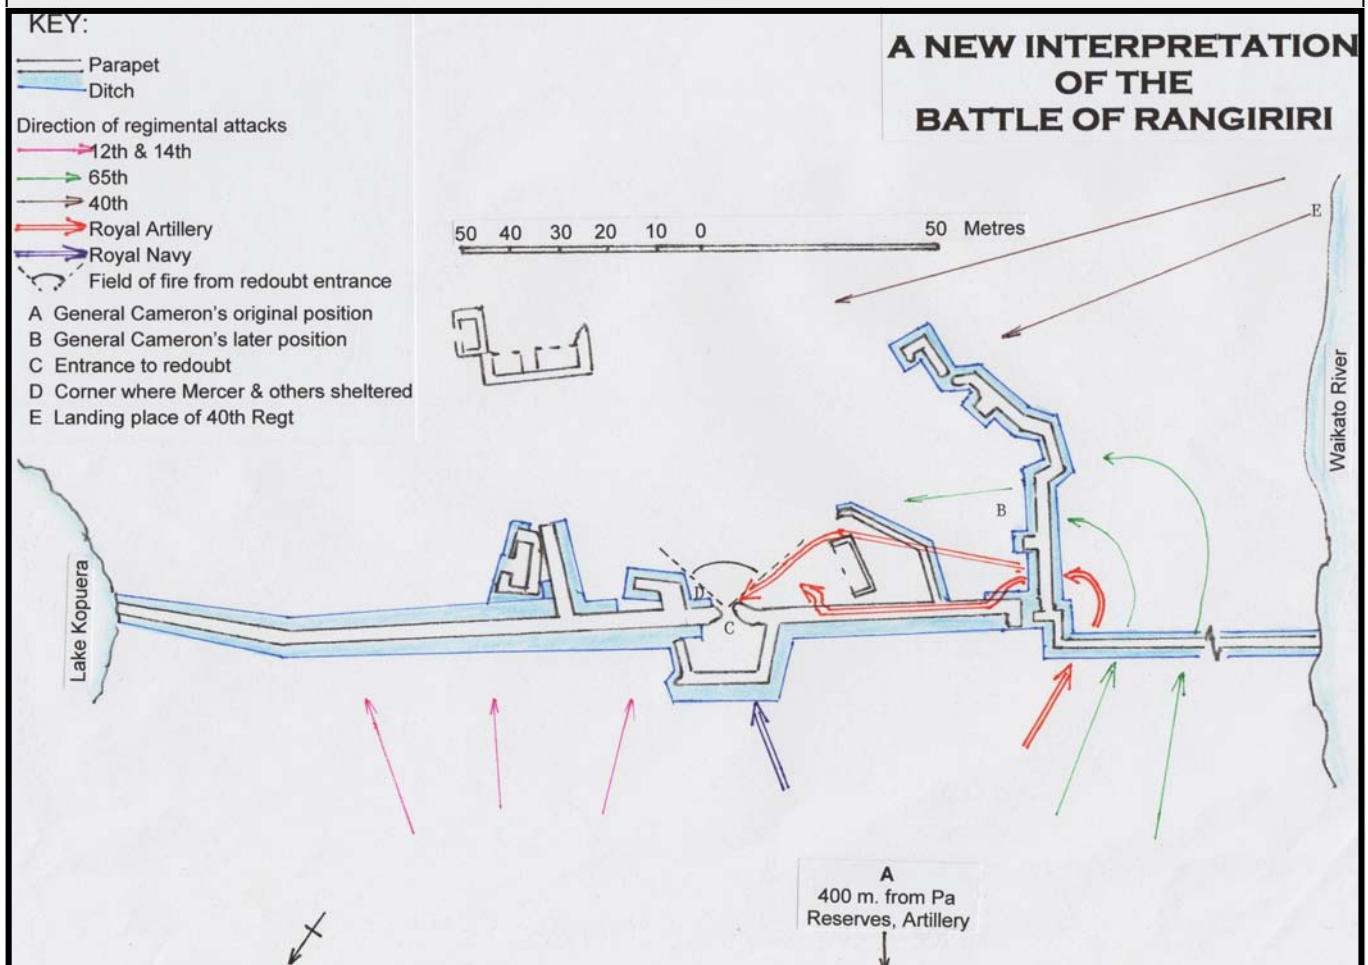 KEY:
Parapet
Ditch
Direction of regimental attacks
12th & 14th
65th
40th
Royal Artillery
Royal Navy
Field of fire from redoubt entrance
A General Cameron's original position
B General Cameron's later position
C Entrance to redoubt
D Corner where Mercer & others sheltered
E Landing place of 40th Regt
A NEW INTERPRETATION
OF THE
BATTLE OF RANGIRIRI
50 40 30 20 10 0 50 Metres
E
Waikato River
B
Lake Kopuera
D
C
A
400 m. from Pa
Reserves, Artillery